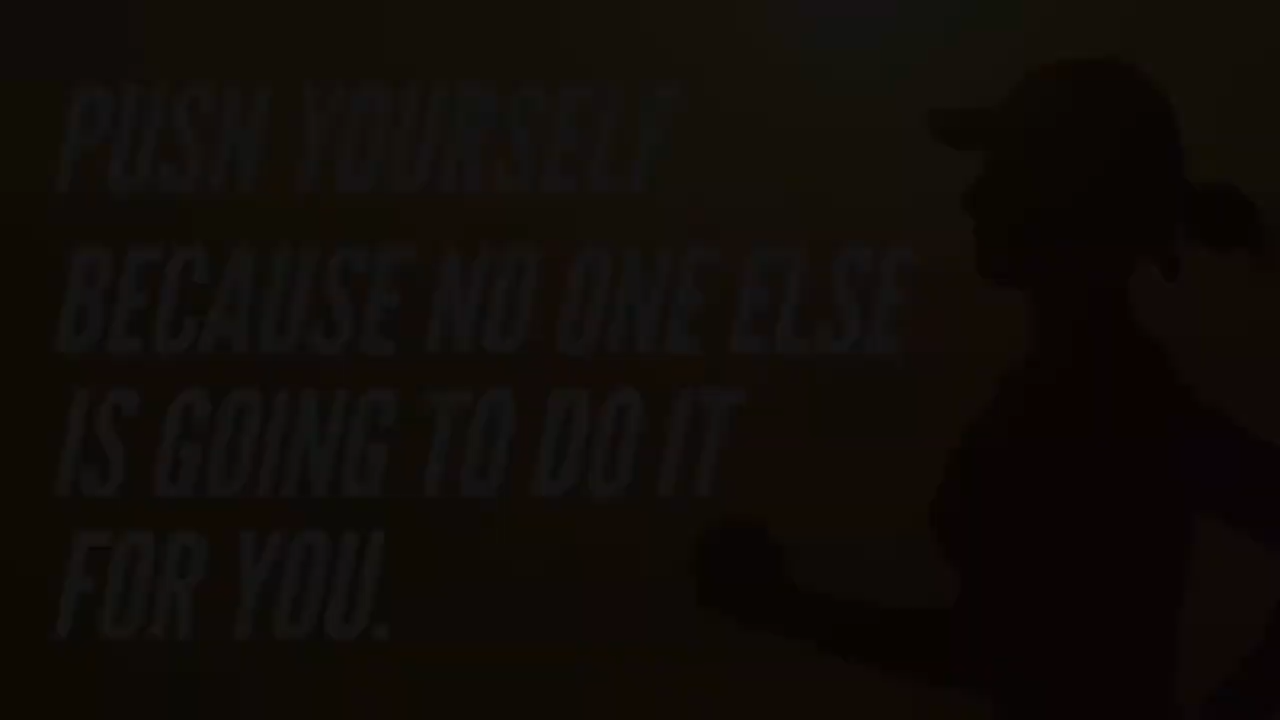 PUSH YOURSELF
BECAUSE NO ONE ELSE
IS GOING TO DO IT
FOR YOU.